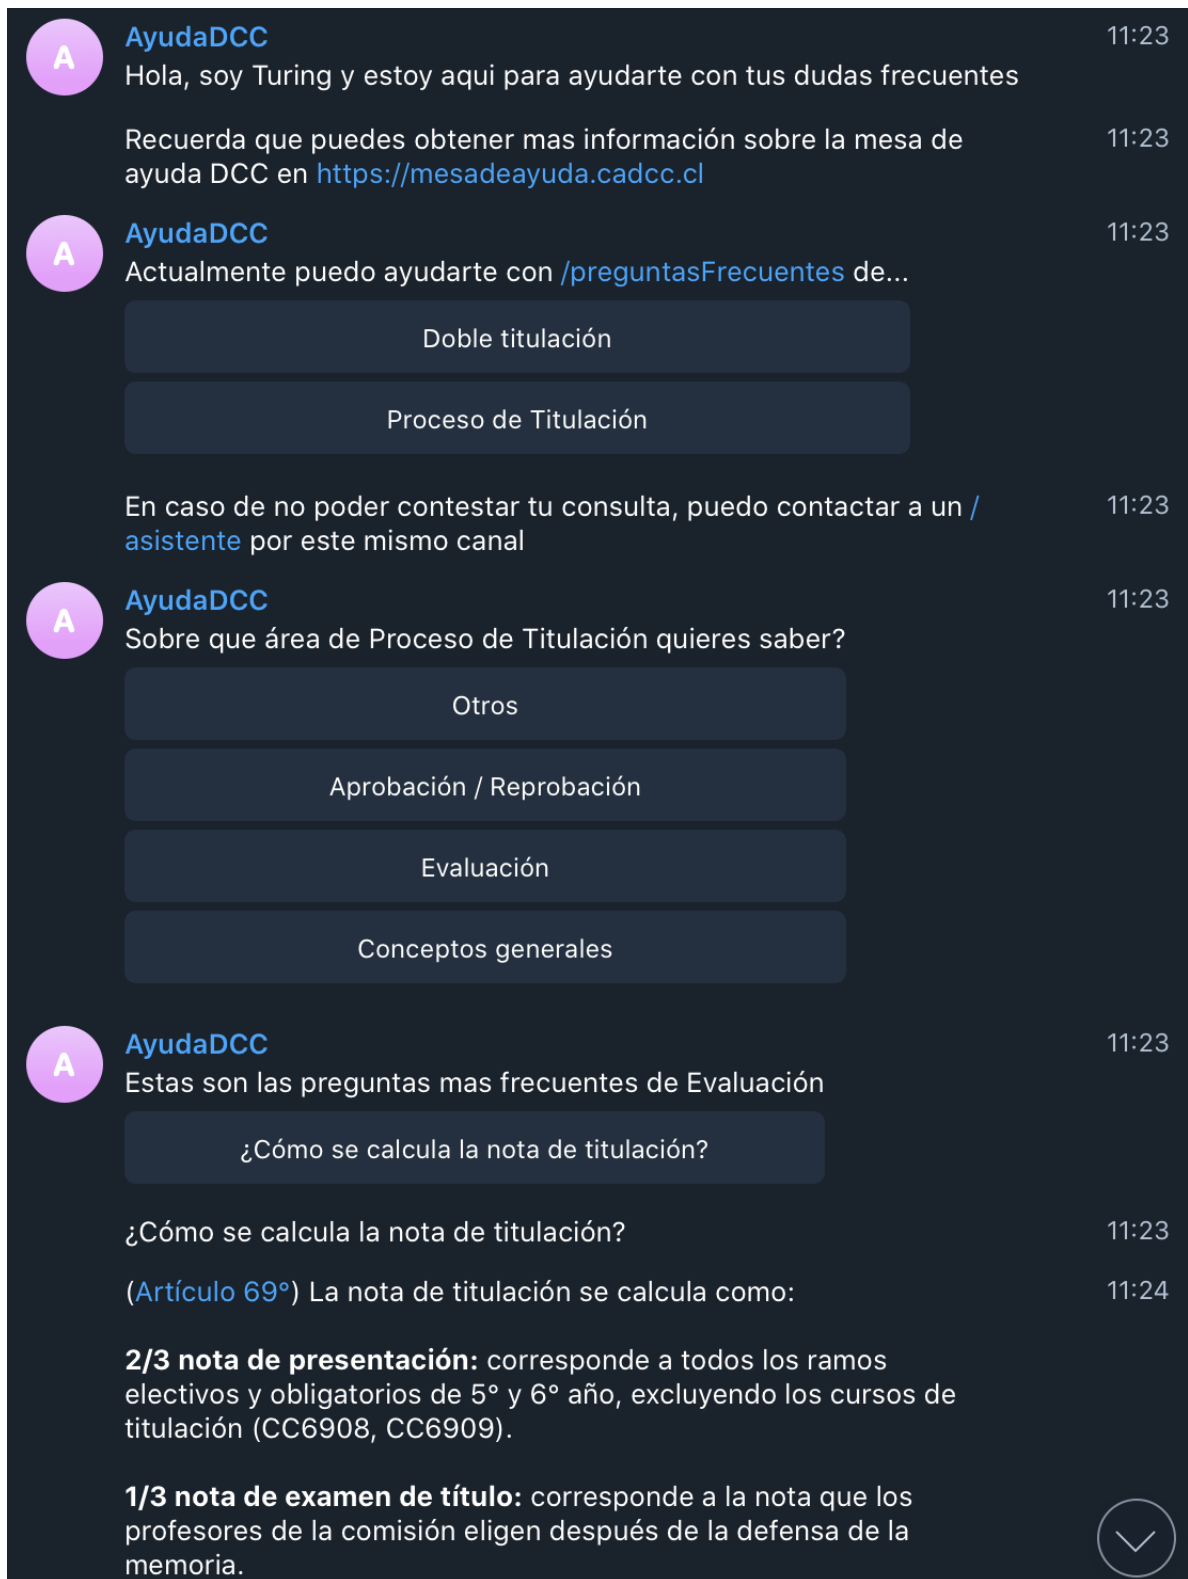 AyudaDCC 11:23
A
Hola, soy Turing y estoy aqui para ayudarte con tus dudas frecuentes
Recuerda que puedes obtener mas información sobre la mesa de 11:23
ayuda DCC en https://mesadeayuda.cadcc.cl
AyudaDCC 11:23
A
Actualmente puedo ayudarte con /preguntasFrecuentes de...
Doble titulación
Proceso de Titulación
En caso de no poder contestar tu consulta, puedo contactar a un / 11:23
asistente por este mismo canal
AyudaDCC 11:23
A
Sobre que área de Proceso de Titulación quieres saber?
Otros
Aprobación / Reprobación
Evaluación
Conceptos generales
AyudaDCC 11:23
A
Estas son las preguntas mas frecuentes de Evaluación
¿Cómo se calcula la nota de titulación?
¿Cómo se calcula la nota de titulación? 11:23
(Artículo 69°) La nota de titulación se calcula como: 11:24
2/3 nota de presentación: corresponde a todos los ramos
electivos y obligatorios de 5° y 6° año, excluyendo los cursos de
titulación (CC6908, CC6909).
1/3 nota de examen de título: corresponde a la nota que los
profesores de la comisión eligen después de la defensa de la
memoria.